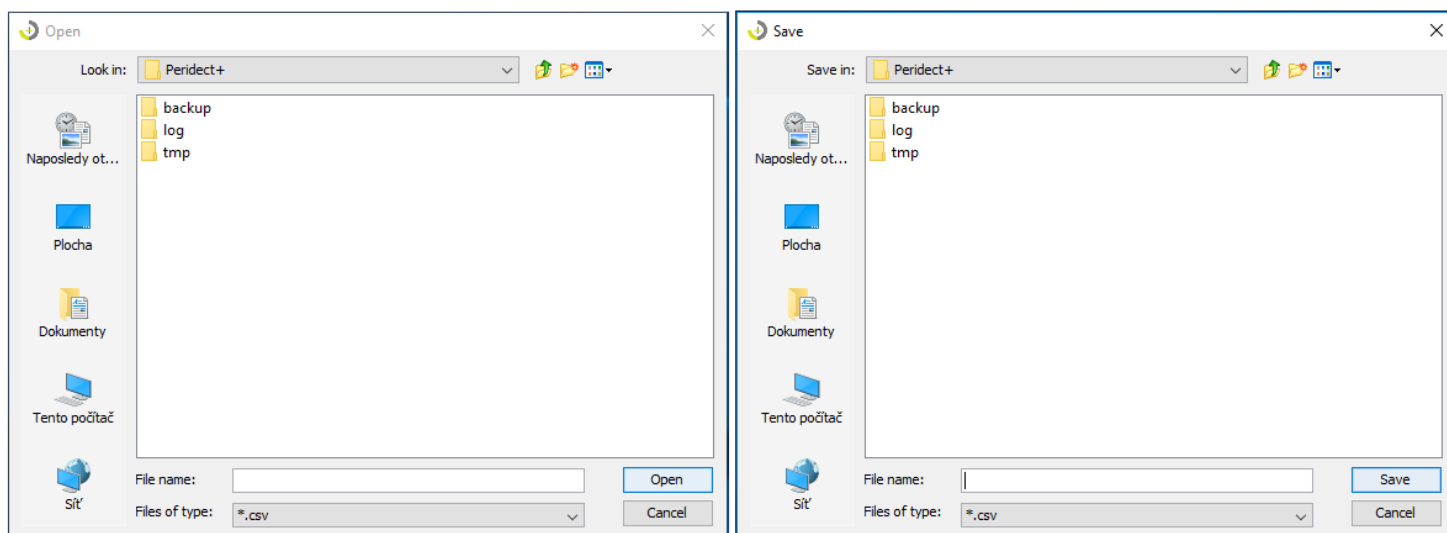 Open
Look in: Peridect+
backup
log
tmp
Naposledy ot...
Plocha
Dokumenty
Tento počítač
Síť
File name:
Open
Files of type: *.csv
Cancel
Save
Save in: Peridect+
backup
log
tmp
Naposledy ot...
Plocha
Dokumenty
Tento počítač
Síť
File name:
Save
Files of type: *.csv
Cancel